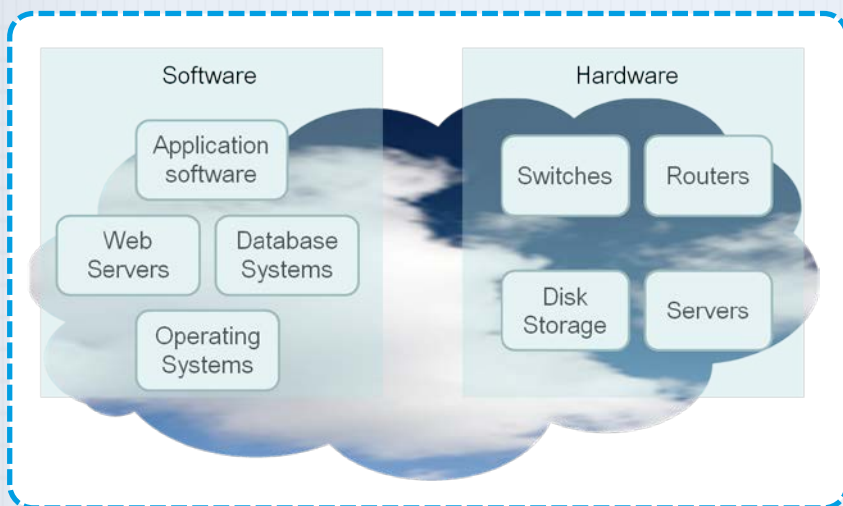 Software
Application
software
Web
Servers
Database
Systems
Operating
Systems
Hardware
Switches
Routers
Disk
Storage
Servers